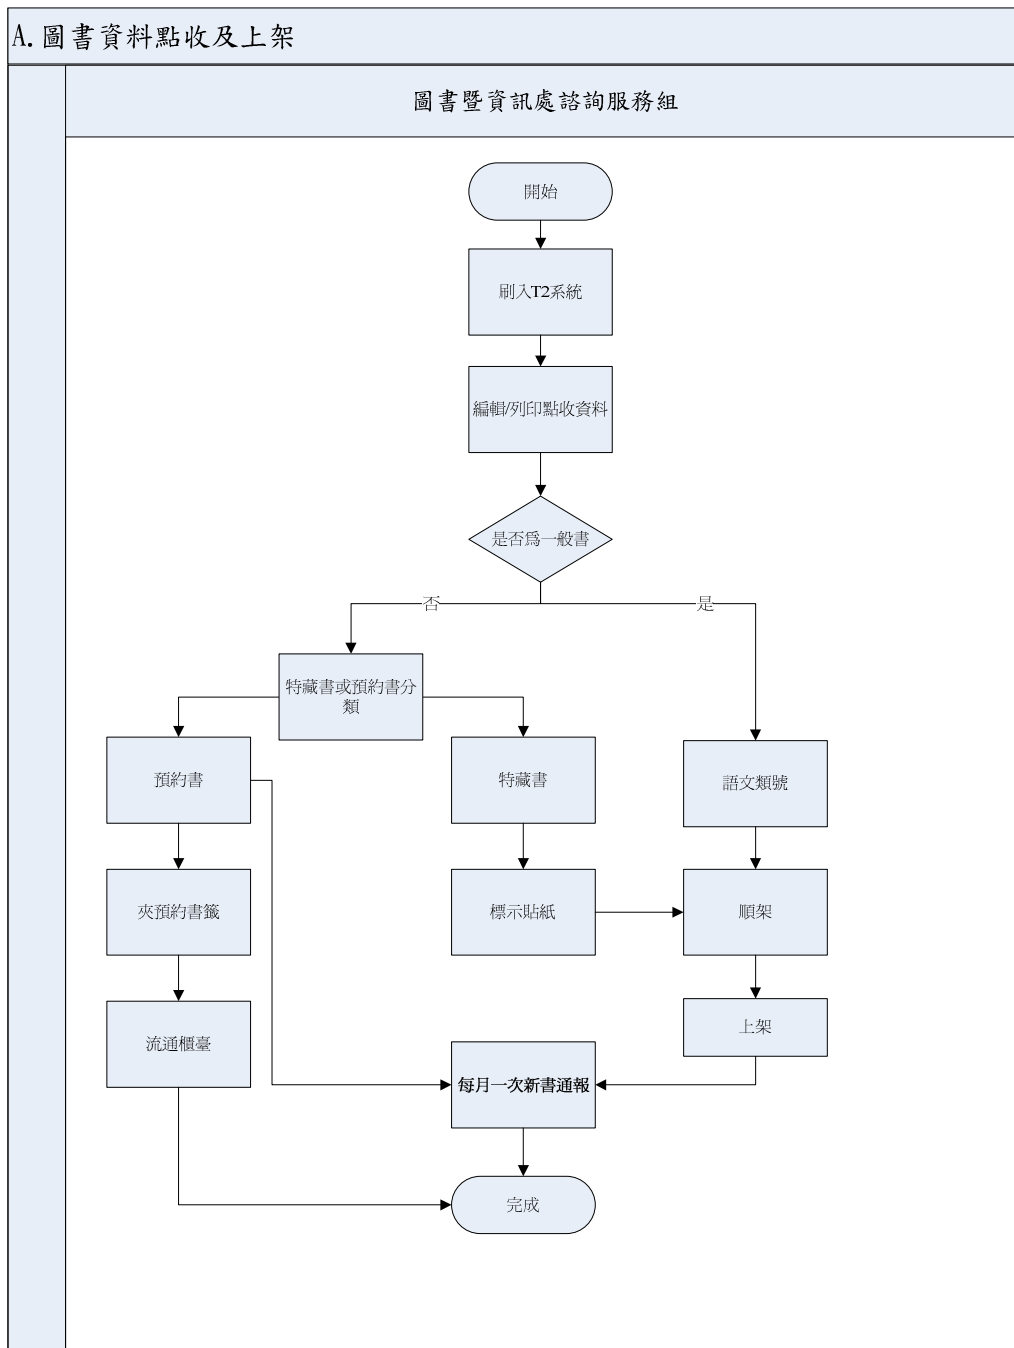 A.圖書資料點收及上架
圖書暨資訊處諮詢服務組
開始
刷入T2系統
編輯/列印點收資料
是否爲一般書
否
是
特藏書或預約書分
類
預約書
特藏書
語文類號
夾預約書籤
標示貼紙
順架
上架
流通櫃臺
每月一次新書通報
完成